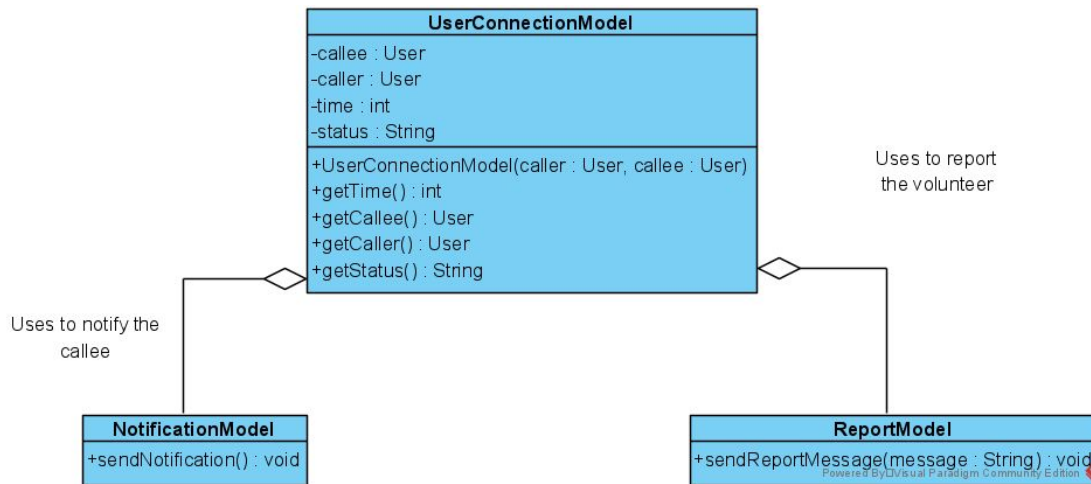 UserConnectionModel
-callee : User
-caller : User
-time : int
-status : String
+UserConnectionModel(caller : User, callee : User)
+getTime() : int
+getCallee() : User
+getCaller() : User
+getStatus() : String
Uses to report
the volunteer
Uses to notify the
callee
NotificationModel
+sendNotification() : void
ReportModel
+sendReportMessage(message : String) : void
Powered By Visual Paradigm Community Edition